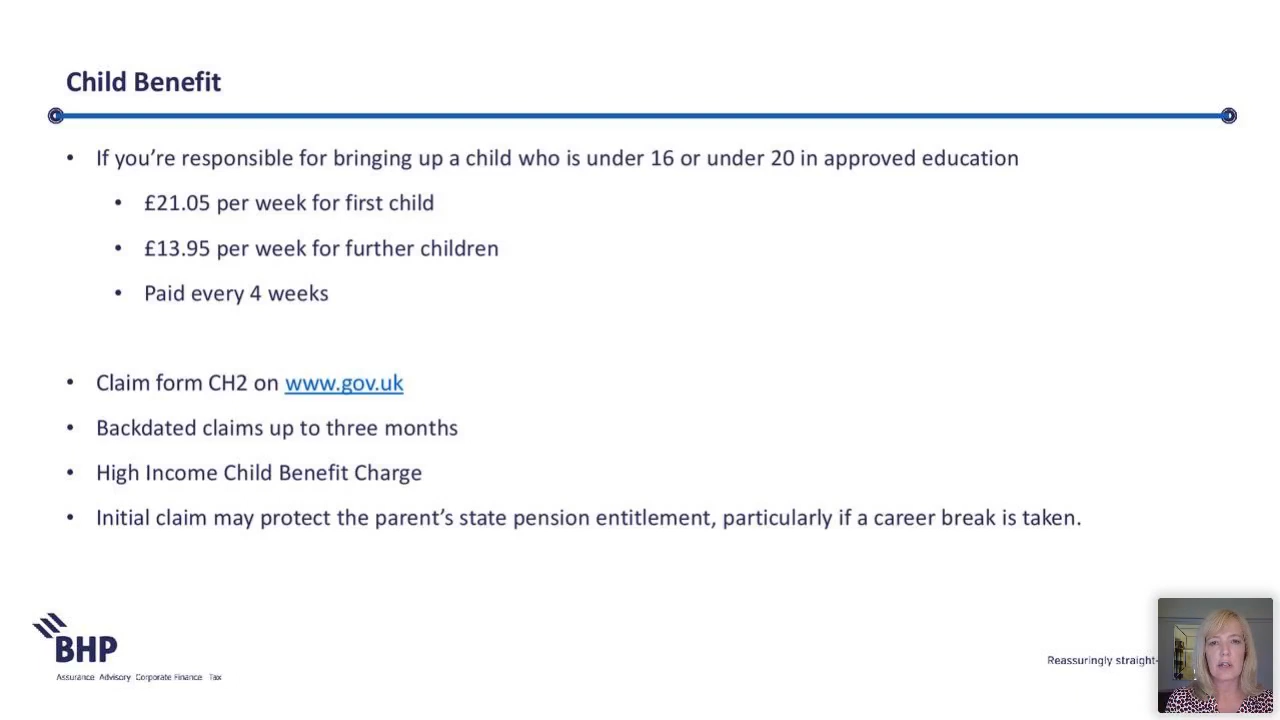 Child Benefit
• If you're responsible for bringing up a child who is under 16 or under 20 in approved education
• £21.05 per week for first child
• £13.95 per week for further children
• Paid every 4 weeks
• Claim form CH2 on www.gov.uk
• Backdated claims up to three months
• High Income Child Benefit Charge
• Initial claim may protect the parent's state pension entitlement, particularly if a career break is taken.
BHP
Assurance Advisory Corporate Finance Tax
Reassuringly straight-